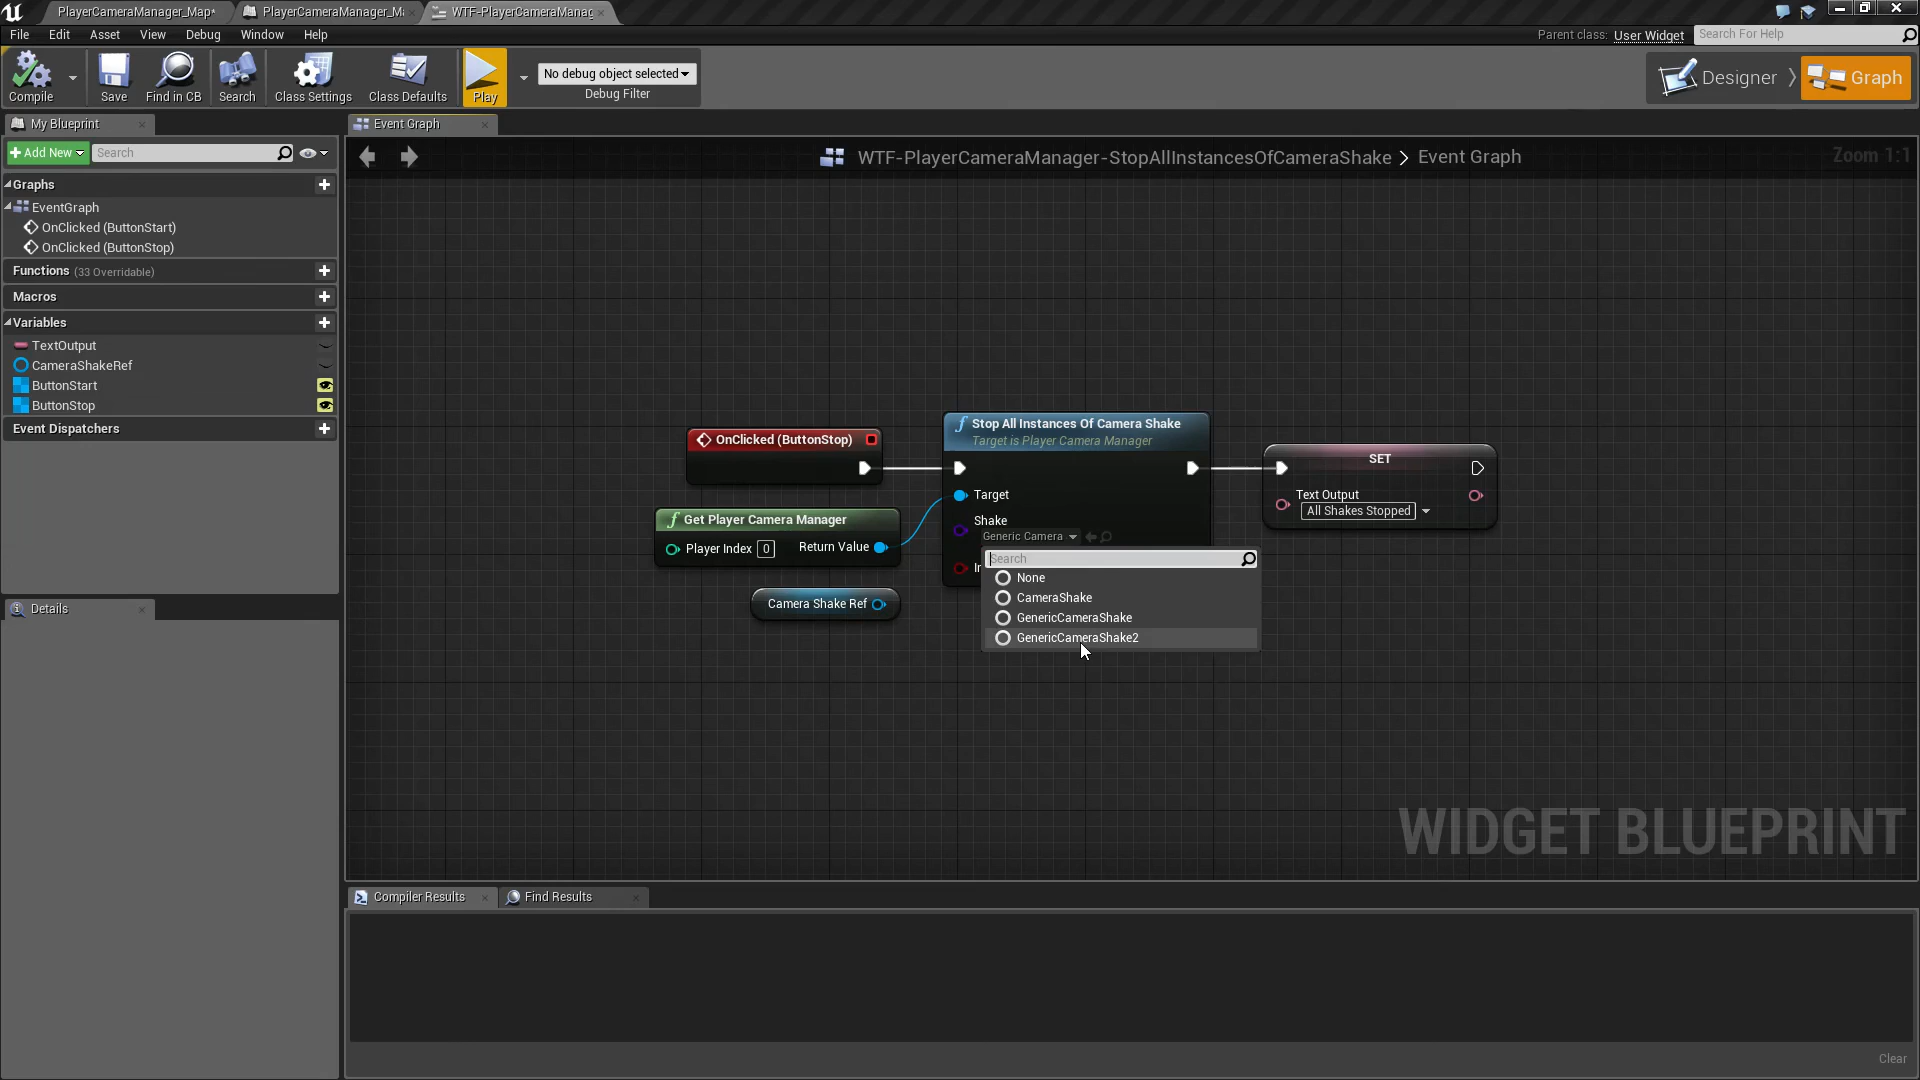 PlayerCameraManager_Map*
PlayerCameraManager_Ma
WTF-PlayerCameraManag
File Edit Asset View Debug Window Help
Parent class: User Widget
Search For Help
Compile
Save
Find in CB
Search
Class Settings
Class Defaults
Play
No debug object selected
Debug Filter
Designer
Graph
My Blueprint
Event Graph
Add New
Search
WTF-PlayerCameraManager-StopAllInstancesOfCameraShake > Event Graph
Zoom 1:1
Graphs
EventGraph
OnClicked (ButtonStart)
OnClicked (ButtonStop)
Functions (33 Overridable)
Macros
Variables
TextOutput
CameraShakeRef
ButtonStart
ButtonStop
Event Dispatchers
Details
OnClicked (ButtonStop)
Get Player Camera Manager
Player Index 0
Return Value
Camera Shake Ref
Stop All Instances Of Camera Shake
Target is Player Camera Manager
Target
Shake
Generic Camera
Search
None
CameraShake
GenericCameraShake
GenericCameraShake2
SET
Text Output
All Shakes Stopped
WIDGET BLUEPRINT
Compiler Results
Find Results
Clear